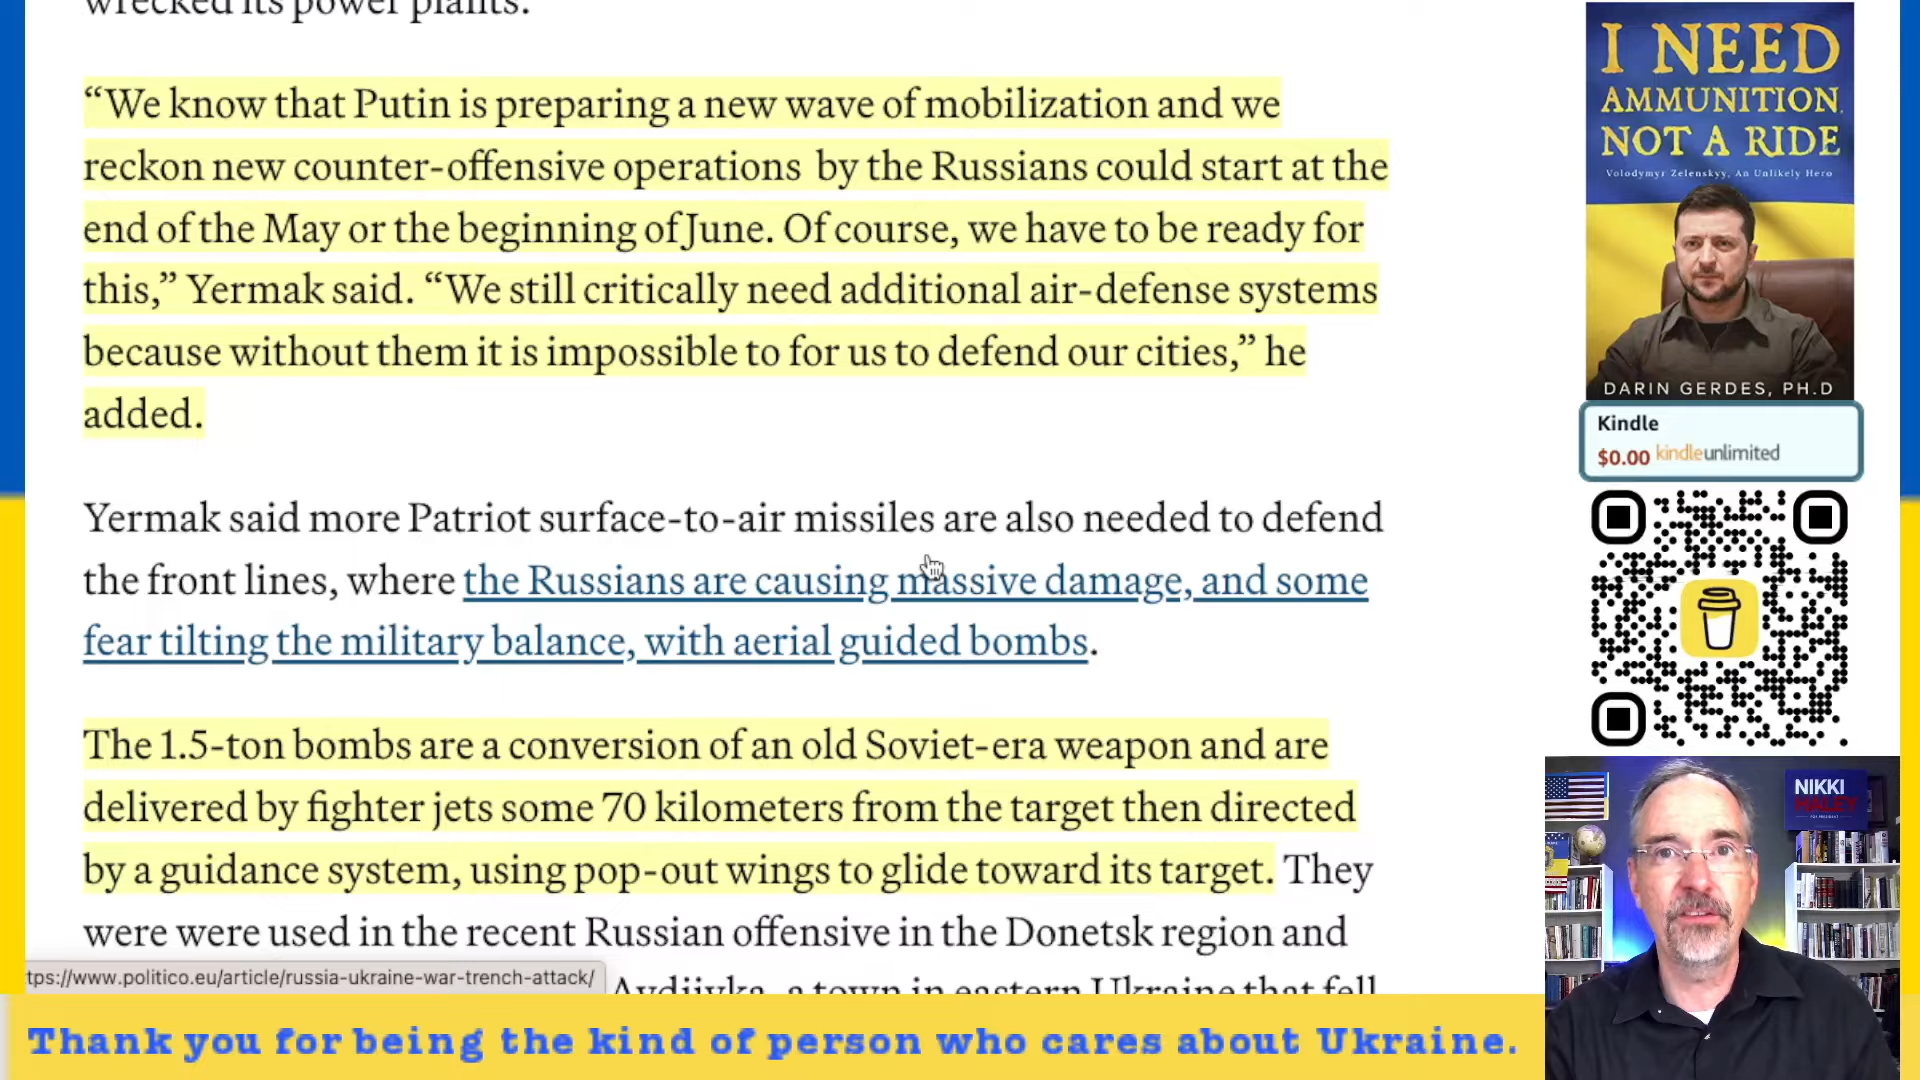 wrecked its power plants.
“We know that Putin is preparing a new wave of mobilization and we
reckon new counter-offensive operations by the Russians could start at the
end of the May or the beginning of June. Of course, we have to be ready for
this,” Yermak said. “We still critically need additional air-defense systems
because without them it is impossible to for us to defend our cities,” he
added.
Yermak said more Patriot surface-to-air missiles are also needed to defend
the front lines, where the Russians are causing massive damage, and some
fear tilting the military balance, with aerial guided bombs.
The 1.5-ton bombs are a conversion of an old Soviet-era weapon and are
delivered by fighter jets some 70 kilometers from the target then directed
by a guidance system, using pop-out wings to glide toward its target. They
were were used in the recent Russian offensive in the Donetsk region and
Avdiivka, a town in eastern Ukraine that fell
tps://www.politico.eu/article/russia-ukraine-war-trench-attack/
Thank you for being the kind of person who cares about Ukraine.
I NEED
AMMUNITION,
NOT A RIDE
Volodymyr Zelenskyy, An Unlikely Hero
DARIN GERDES, PH.D
Kindle
$0.00 kindleunlimited
NIKKI
HALEY
FOR PRESIDENT